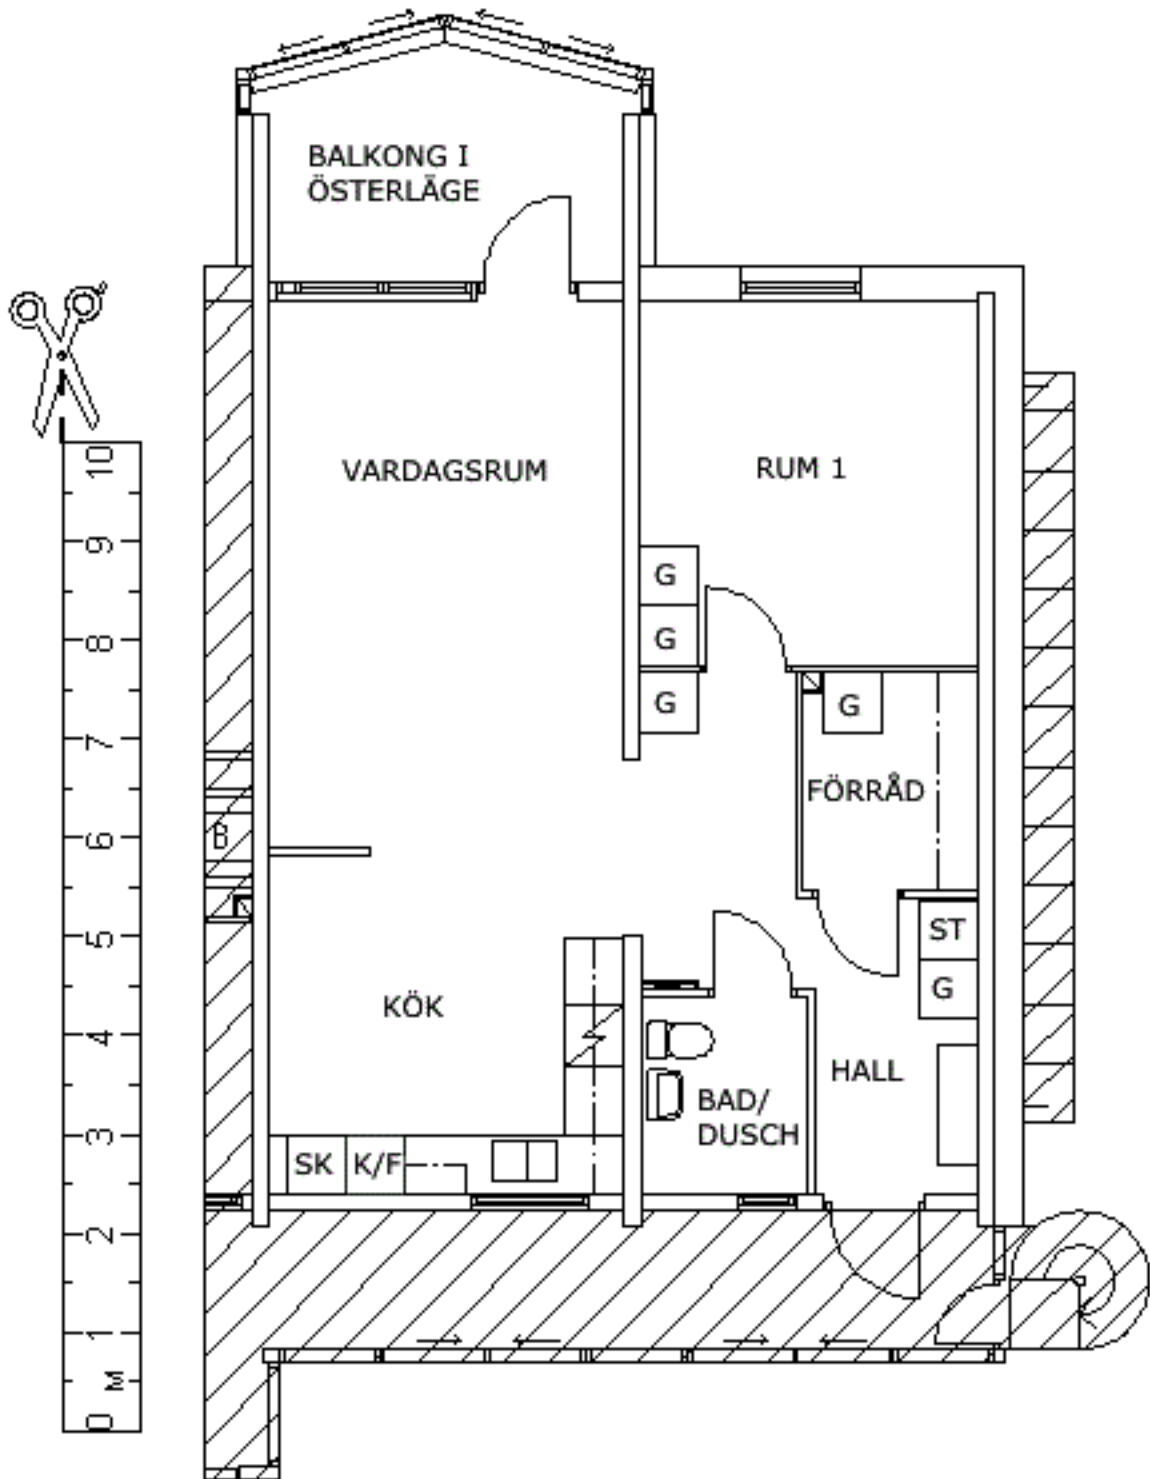 BALKONG I
ÖSTERLÄGE
VARDAGSRUM
RUM 1
G
G
G
G
FÖRRÅD
B
ST
G
KÖK
HALL
BAD/
DUSCH
SK
K/F
10
9
8
7
6
5
4
3
2
1
M
0